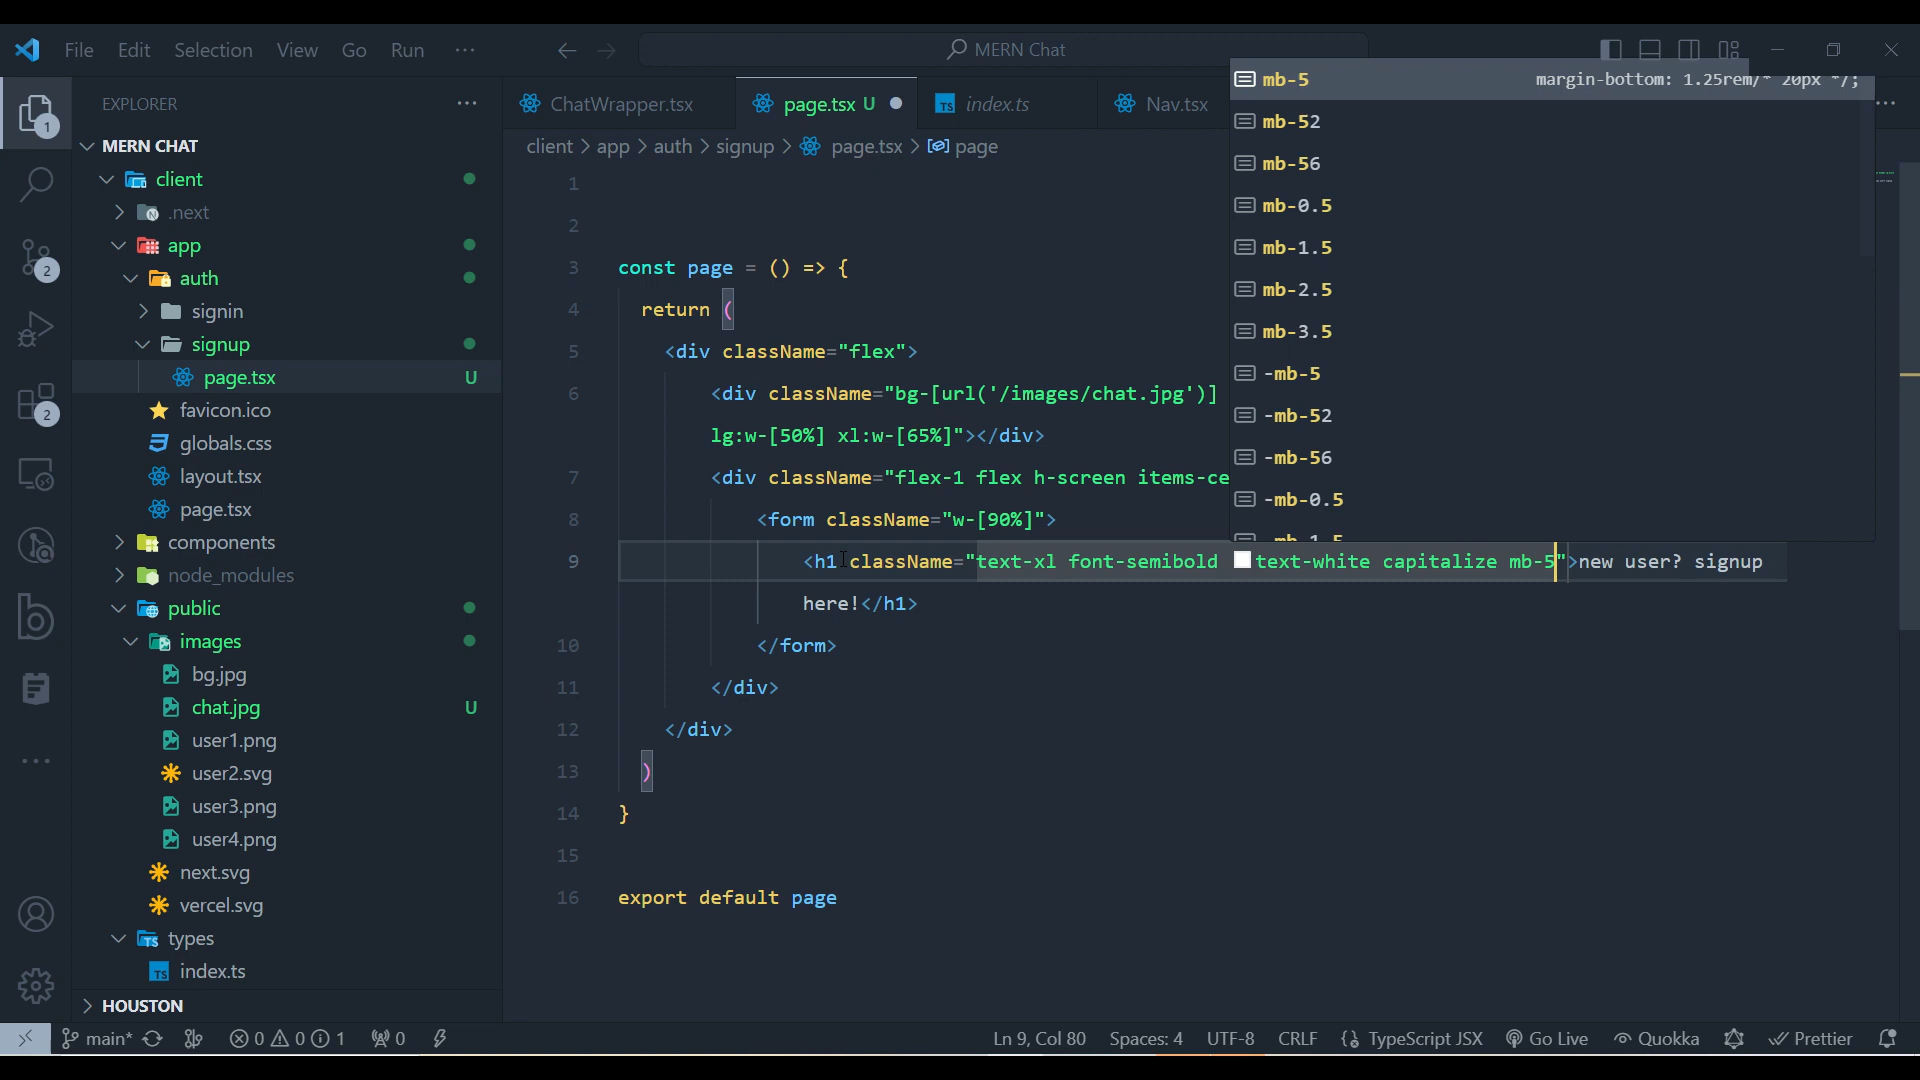 File Edit Selection View Go Run ···
MERN Chat
EXPLORER ···
MERN CHAT
client
.next
app
auth
signin
signup
page.tsx U
favicon.ico
globals.css
layout.tsx
page.tsx
components
node_modules
public
images
bg.jpg
chat.jpg U
user1.png
user2.svg
user3.png
user4.png
next.svg
vercel.svg
types
TS index.ts
HOUSTON
1
2
2
ChatWrapper.tsx page.tsx U TS index.ts Nav.tsx ···
client > app > auth > signup > page.tsx > page
1
2
3 const page = () => {
4 return (
5 <div className="flex">
6 <div className="bg-[url('/images/chat.jpg')]
lg:w-[50%] xl:w-[65%]"></div>
7 <div className="flex-1 flex h-screen items-ce
8 <form className="w-[90%]">
9 <h1 className="text-xl font-semibold text-white capitalize mb-5">new user? signup
here!</h1>
10 </form>
11 </div>
12 </div>
13 )
14 }
15
16 export default page
mb-5 margin-bottom: 1.25rem/* 20px */;
mb-52
mb-56
mb-0.5
mb-1.5
mb-2.5
mb-3.5
-mb-5
-mb-52
-mb-56
-mb-0.5
main* 0 0 1 0 Ln 9, Col 80 Spaces: 4 UTF-8 CRLF {} TypeScript JSX Go Live Quokka Prettier